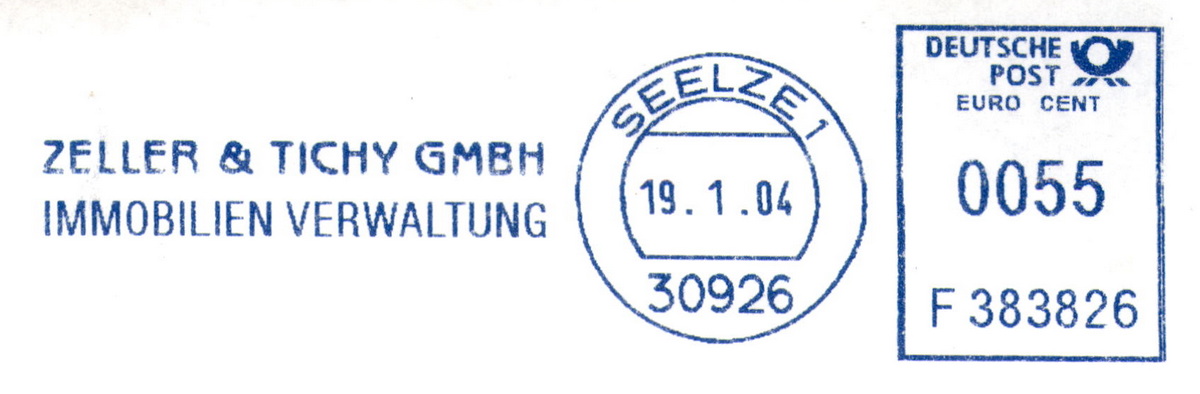 ZELLER & TICHY GMBH
IMMOBILIEN VERWALTUNG
SEELZE 1
19.1.04
30926
DEUTSCHE
POST
EURO CENT
0055
F 383826